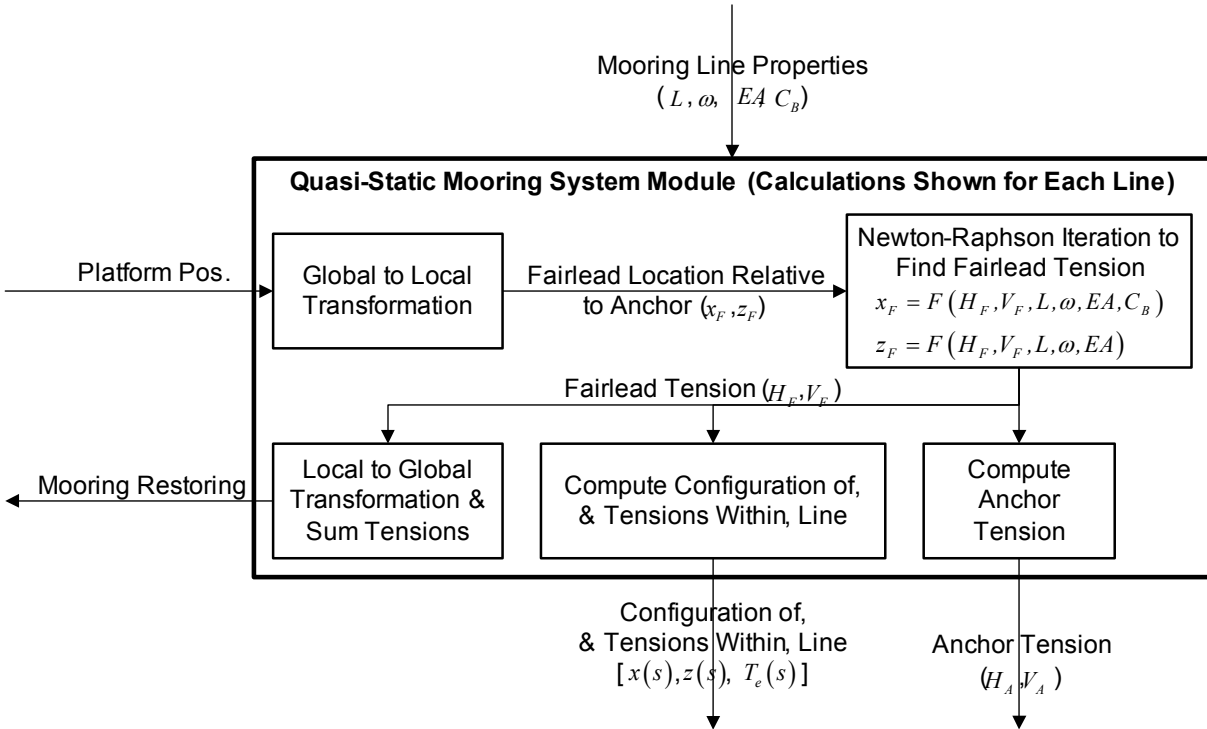 Mooring Line Properties
( L, ω, EA, C_B )
Quasi-Static Mooring System Module (Calculations Shown for Each Line)
Platform Pos.
Global to Local
Transformation
Fairlead Location Relative
to Anchor (x_F, z_F)
Newton-Raphson Iteration to
Find Fairlead Tension
x_F = F(H_F, V_F, L, ω, EA, C_B)
z_F = F(H_F, V_F, L, ω, EA)
Fairlead Tension (H_F, V_F)
Mooring Restoring
Local to Global
Transformation &
Sum Tensions
Compute Configuration of,
& Tensions Within, Line
Compute
Anchor
Tension
Configuration of,
& Tensions Within, Line
[ x(s), z(s), T_e(s) ]
Anchor Tension
(H_A, V_A)